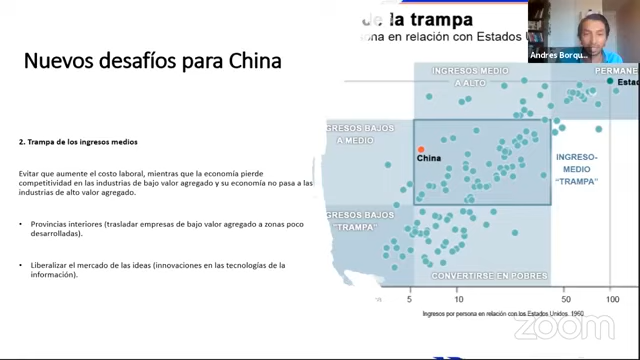 de la trampa
ona en relación con Estados U
Andres Borqu
Nuevos desafíos para China
INGRESOS MEDIO
A ALTO
PERMANE
Estad
GRESOS BAJOS
A MEDIO
China
INGRESO-
MEDIO
"TRAMPA"
2. Trampa de los ingresos medios
Evitar que aumente el costo laboral, mientras que la economía pierde
competitividad en las industrias de bajo valor agregado y su economía no pasa a las
industrias de alto valor agregado.
• Provincias interiores (trasladar empresas de bajo valor agregado a zonas poco
desarrolladas).
• Liberalizar el mercado de las ideas (innovaciones en las tecnologías de la
información).
GRESOS BAJOS
"TRAMPA"
CONVERTIRSE EN POBRES
5 10 50 100
Ingresos por persona en relación con los Estados Unidos. 1960
zoom